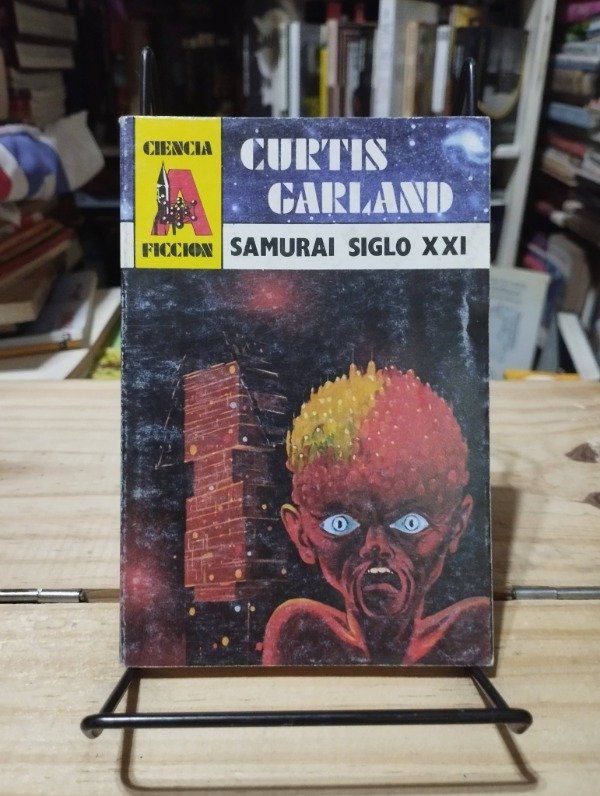 CIENCIA
A
FICCION
CURTIS
GARLAND
SAMURAI SIGLO XXI